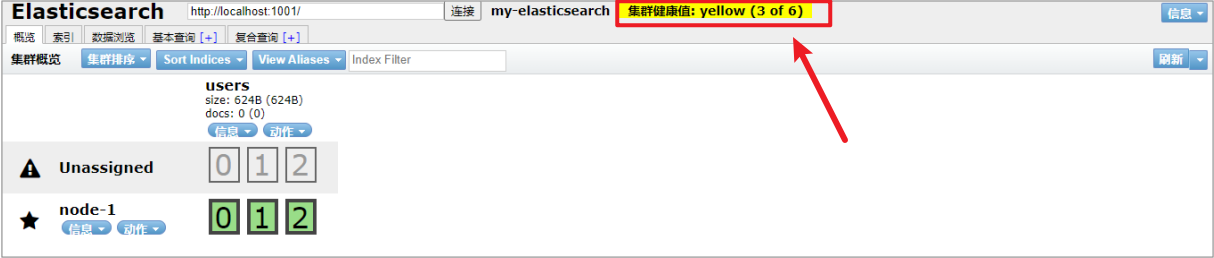 Elasticsearch http://localhost:1001/ 连接 my-elasticsearch 集群健康值: yellow (3 of 6) 信息
概览 索引 数据浏览 基本查询 [+] 复合查询 [+]
集群概览 集群排序 Sort Indices View Aliases Index Filter 刷新
users
size: 624B (624B)
docs: 0 (0)
信息 动作
Unassigned 0 1 2
node-1 0 1 2
信息 动作